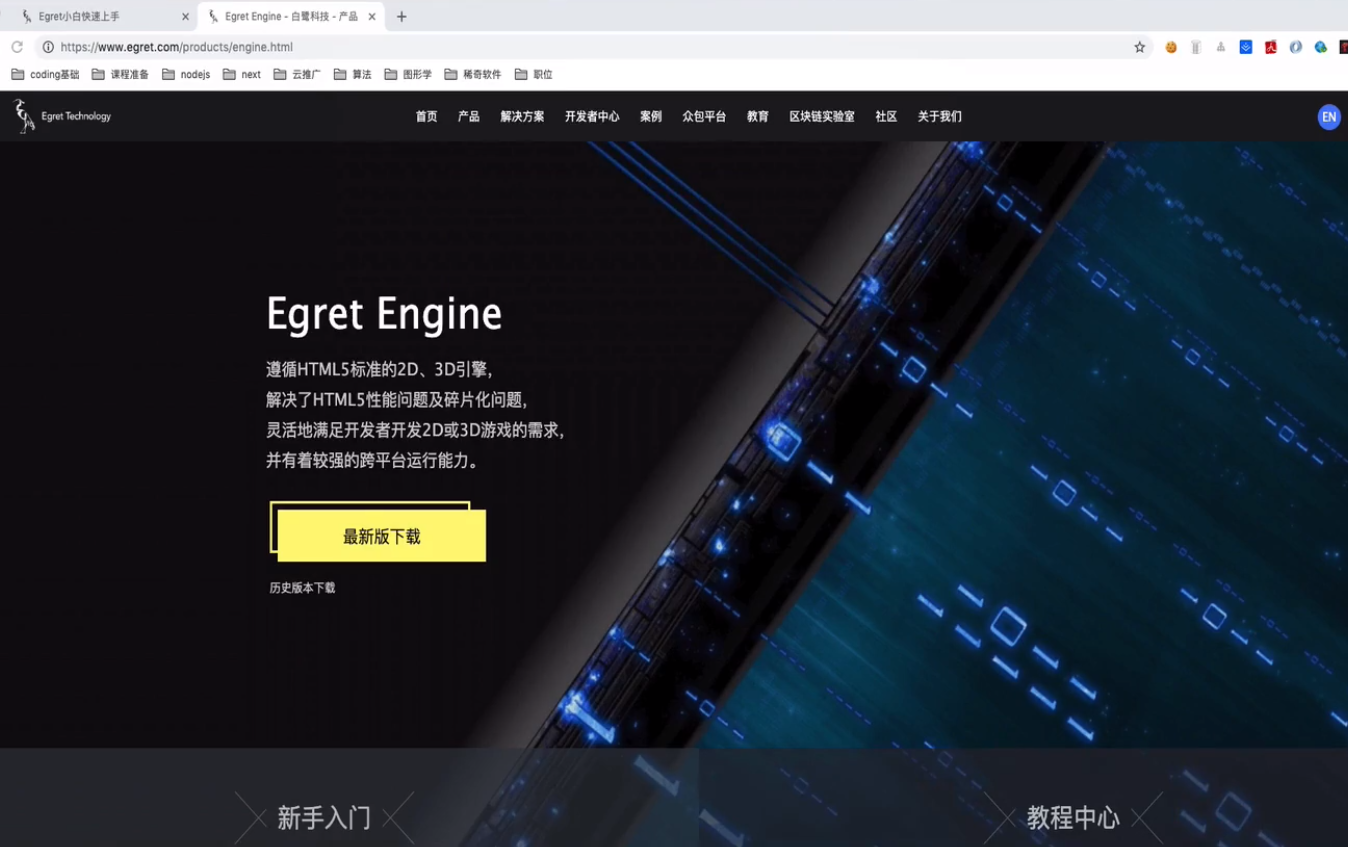 Egret小白快速上手
Egret Engine - 白鹭科技 - 产品
https://www.egret.com/products/engine.html
coding基础 课程准备 nodejs next 云推广 算法 图形学 稀奇软件 职位
Egret Technology 首页 产品 解决方案 开发者中心 案例 众包平台 教育 区块链实验室 社区 关于我们 EN
Egret Engine
遵循HTML5标准的2D、3D引擎，
解决了HTML5性能问题及碎片化问题，
灵活地满足开发者开发2D或3D游戏的需求，
并有着较强的跨平台运行能力。
最新版下载
历史版本下载
新手入门 教程中心